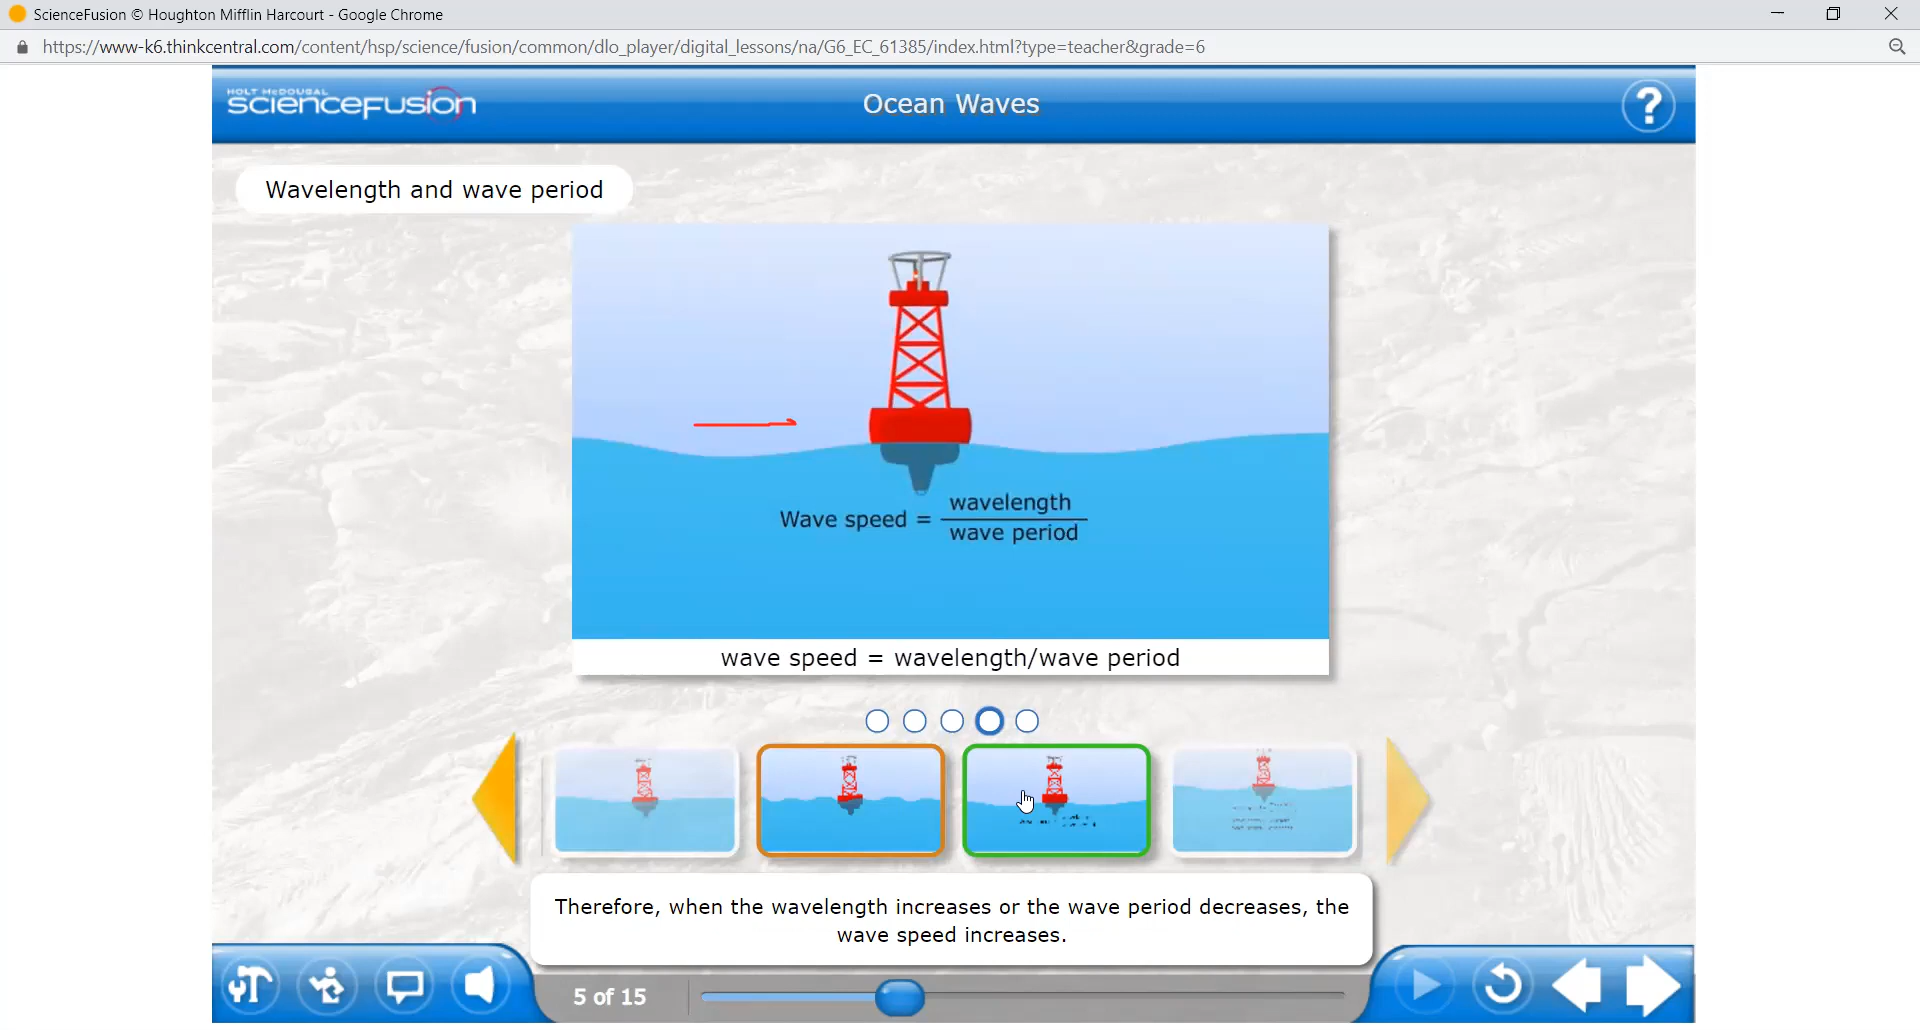 ScienceFusion © Houghton Mifflin Harcourt - Google Chrome
https://www-k6.thinkcentral.com/content/hsp/science/fusion/common/dlo_player/digital_lessons/na/G6_EC_61385/index.html?type=teacher&grade=6
HOLT McDOUGAL
SCIENCEFUSION
Ocean Waves
?
Wavelength and wave period
Wave speed = wavelength
wave period
wave speed = wavelength/wave period
Therefore, when the wavelength increases or the wave period decreases, the
wave speed increases.
5 of 15